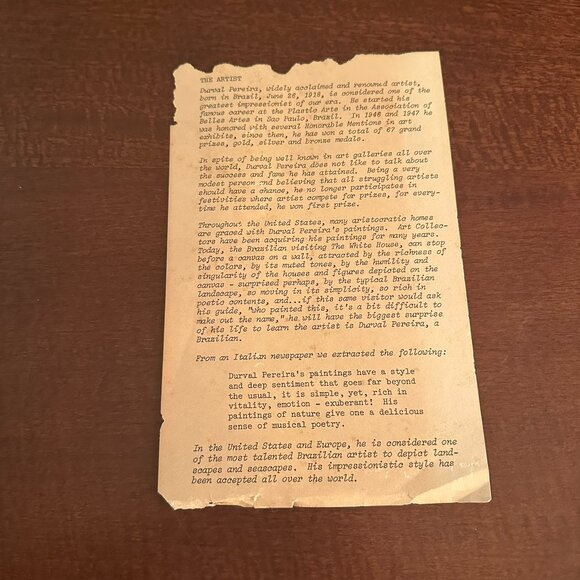 THE ARTIST
Durval Pereira, widely acclaimed and renowned artist,
born in Brazil, June 26, 1918, is considered one of the
greatest impressionist of our era. He started his
famous career at the Plastic Arts in the Association of
Belles Artes in Sao Paulo, Brazil. In 1946 and 1947 he
was honored with several Honorable Mentions in art
exhibits, since then, he has won a total of 67 grand
prizes, gold, silver and bronze medals.
In spite of being well known in art galleries all over
the world, Durval Pereira does not like to talk about
the success and fame he has attained. Being a very
modest person and believing that all struggling artists
should have a chance, he no longer participates in
festivities where artist compete for prizes, for every-
time he attended, he won first prize.
Throughout the United States, many aristocratic homes
are graced with Durval Pereira's paintings. Art Collec-
tors have been acquiring his paintings for many years.
Today, the Brazilian visiting The White House, can stop
before a canvas on a wall, attracted by the richness of
the colors, by its muted tones, by the humility and
singularity of the houses and figures depicted on the
canvas - surprised perhaps, by the typical Brazilian
landscape, so moving in its simplicity, so rich in
poetic contents, and...if this same visitor would ask
his guide, "who painted this, it's a bit difficult to
make out the name," he will have the biggest surprise
of his life to learn the artist is Durval Pereira, a
Brazilian.
From an Italian newspaper we extracted the following:
Durval Pereira's paintings have a style
and deep sentiment that goes far beyond
the usual, it is simple, yet, rich in
vitality, emotion - exuberant! His
paintings of nature give one a delicious
sense of musical poetry.
In the United States and Europe, he is considered one
of the most talented Brazilian artist to depict land-
scapes and seascapes. His impressionistic style has
been accepted all over the world.